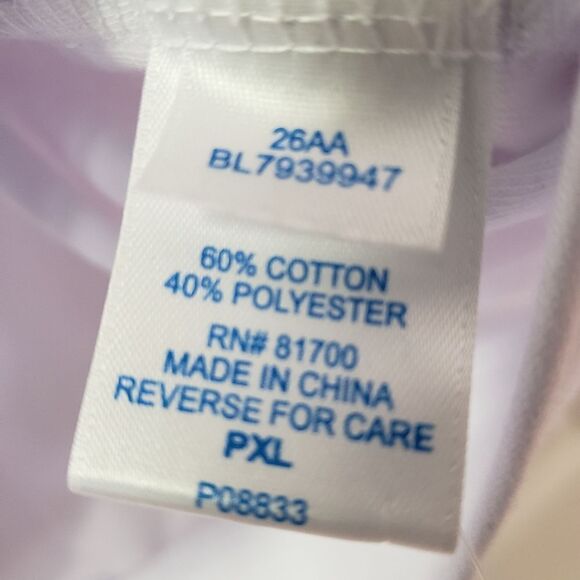 26AA
BL7939947
60% COTTON
40% POLYESTER
RN# 81700
MADE IN CHINA
REVERSE FOR CARE
PXL
P08833